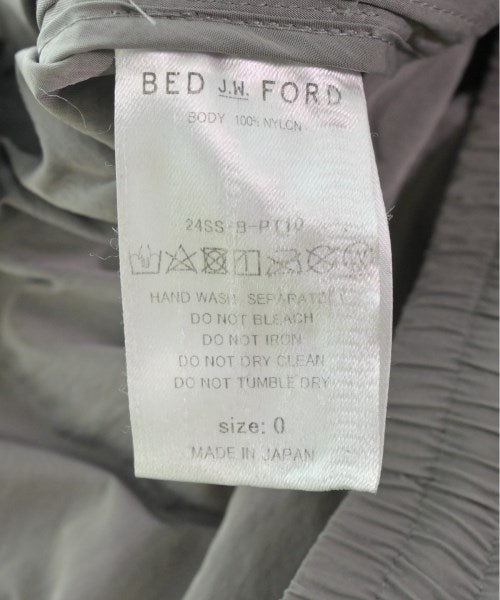 BED J.W. FORD
BODY 100% NYLON
24SS-B-PT10
HAND WASH SEPARATELY
DO NOT BLEACH
DO NOT IRON
DO NOT DRY CLEAN
DO NOT TUMBLE DRY
size: 0
MADE IN JAPAN